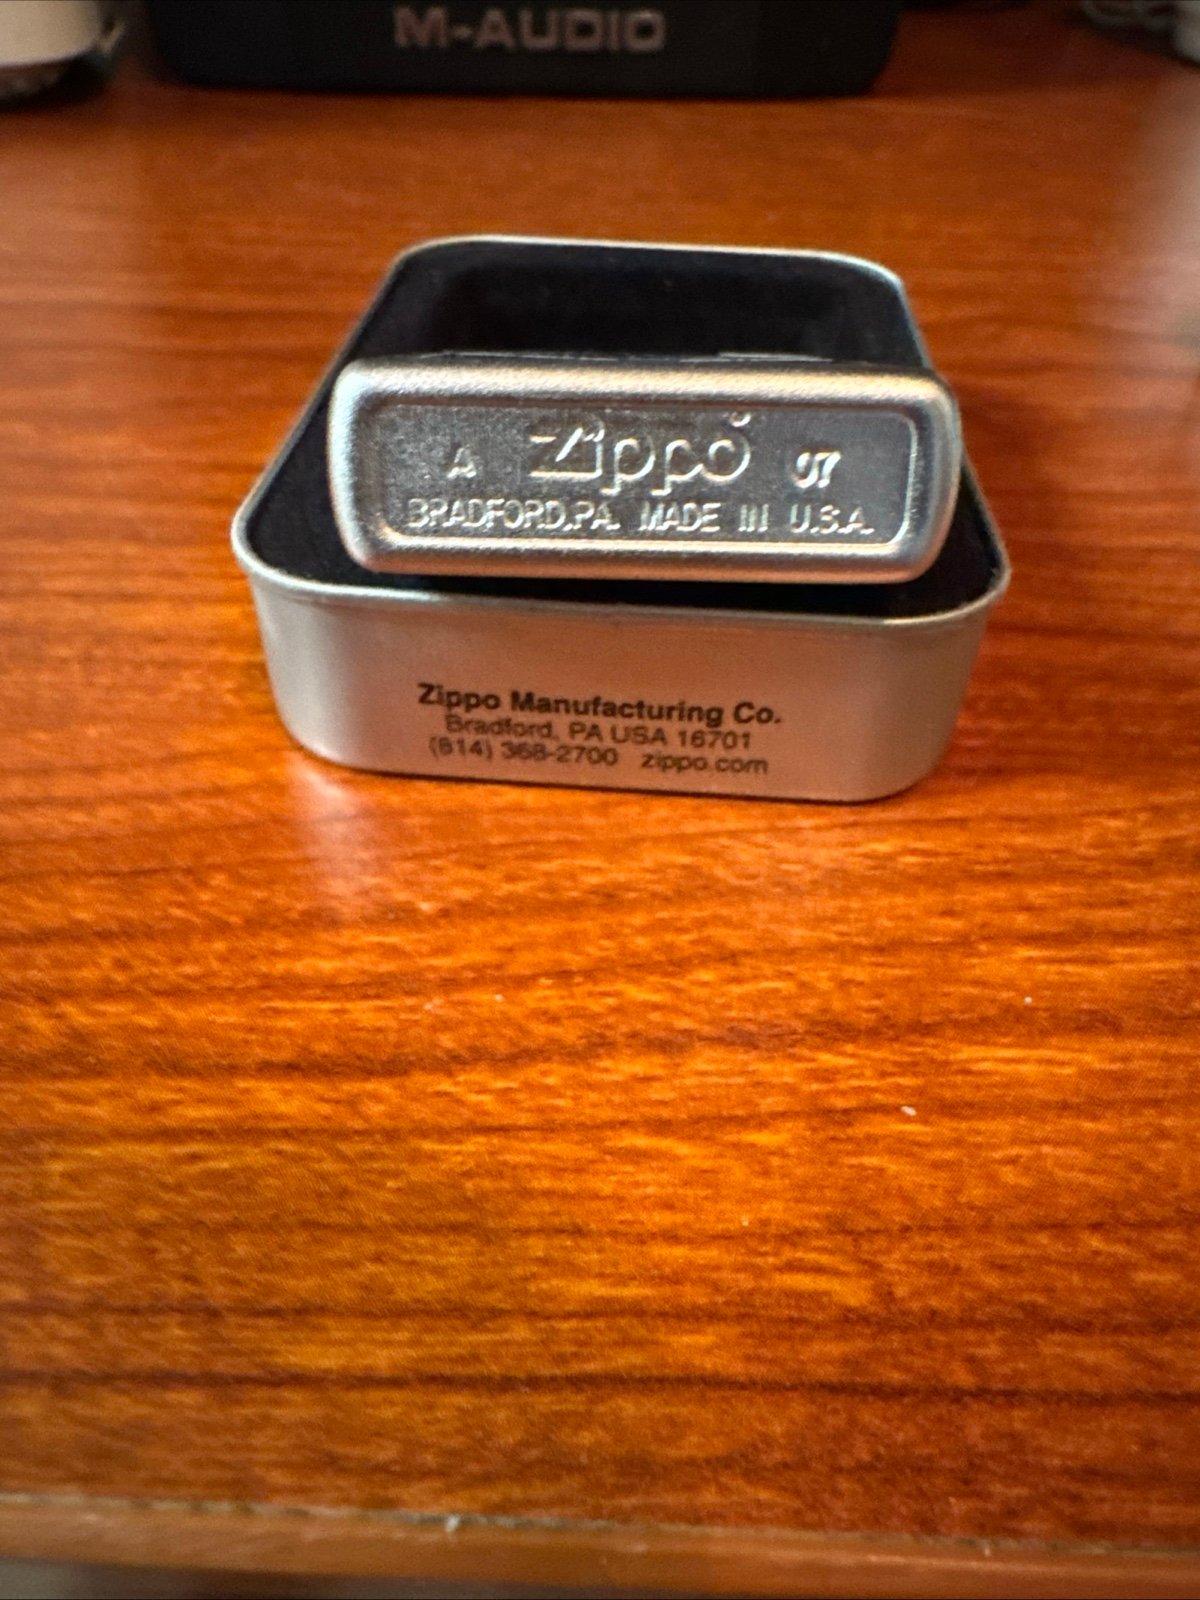 M-AUDIO
A Zippo 07
BRADFORD,PA. MADE IN U.S.A.
Zippo Manufacturing Co.
Bradford, PA USA 16701
(814) 368-2700 zippo.com